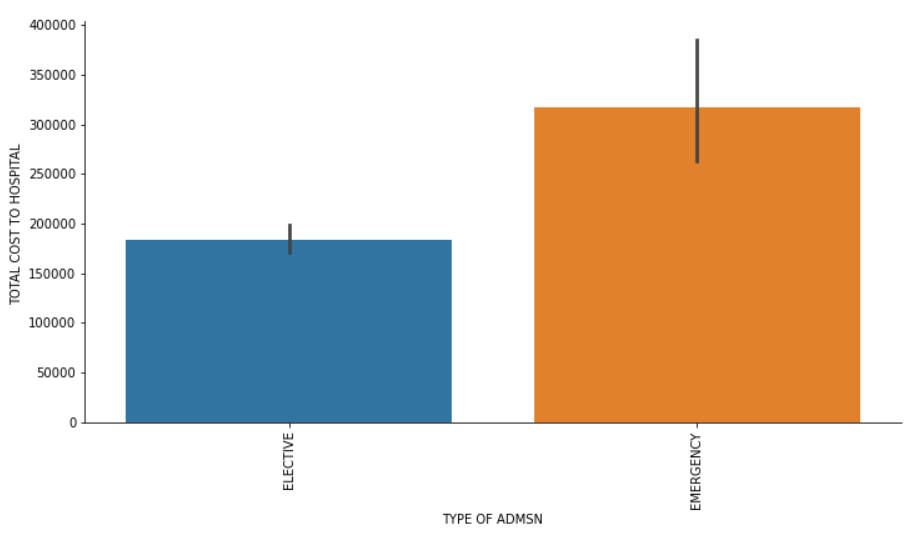 400000
350000
300000
250000
200000
150000
100000
50000
0
TOTAL COST TO HOSPITAL
ELECTIVE
EMERGENCY
TYPE OF ADMSN